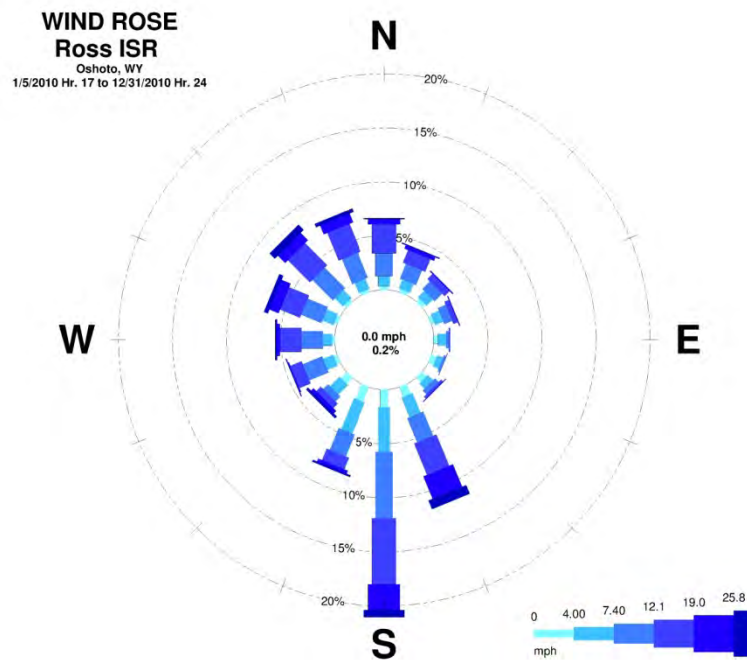 WIND ROSE
Ross ISR
Oshoto, WY
1/5/2010 Hr. 17 to 12/31/2010 Hr. 24
N
20%
15%
10%
5%
W
0.0 mph
0.2%
E
5%
10%
15%
20%
S
0 4.00 7.40 12.1 19.0 25.8
mph